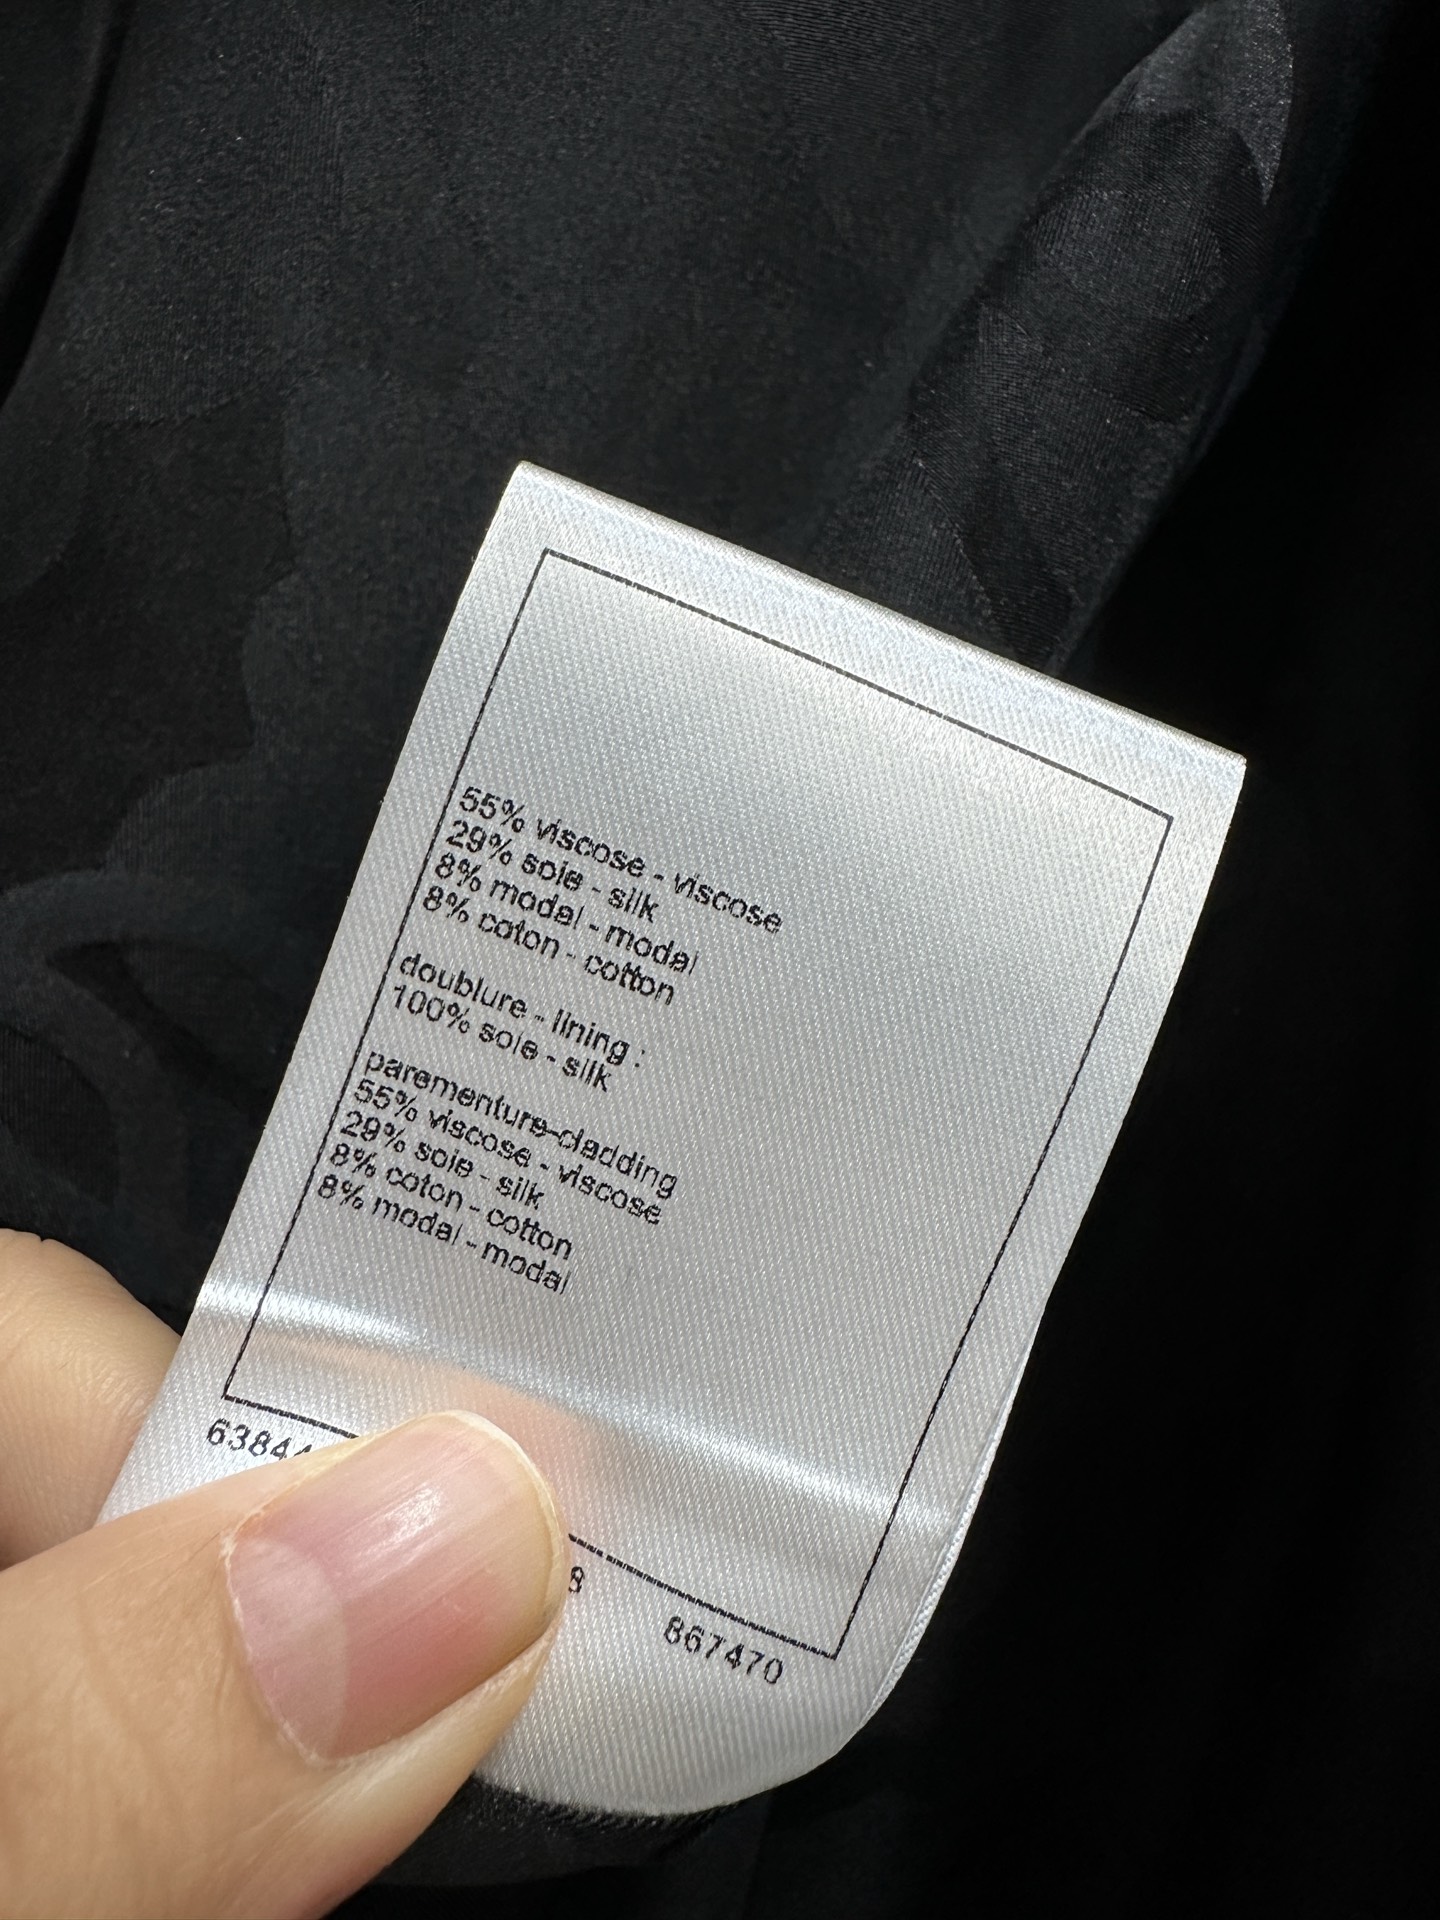 55% viscose - viscose
29% soie - silk
8% modal - modal
8% coton - cotton
doublure - lining :
100% soie - silk
parementure-cladding
55% viscose - viscose
29% soie - silk
8% coton - cotton
8% modal - modal
867470